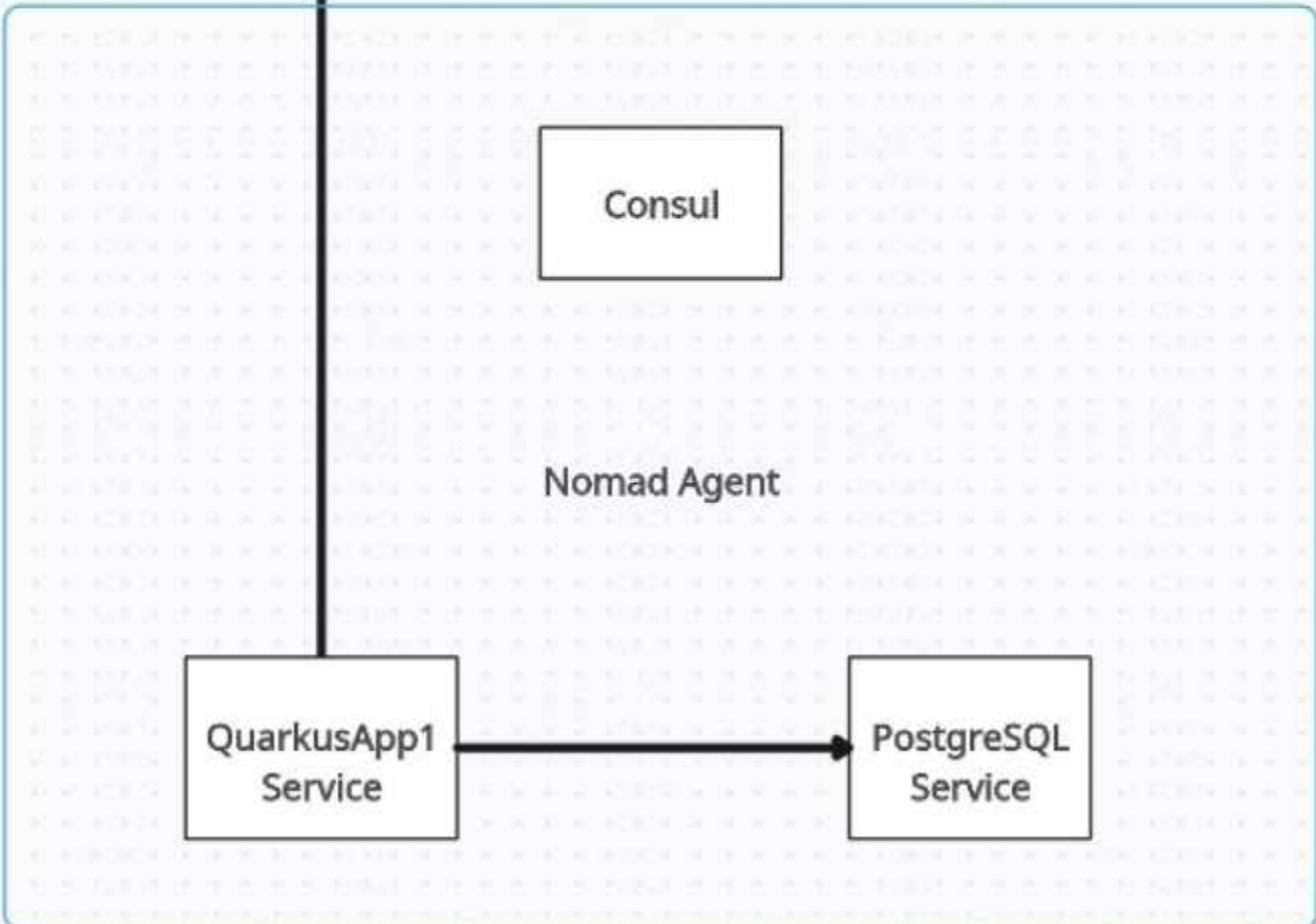 Consul
Nomad Agent
QuarkusApp1
Service
PostgreSQL
Service